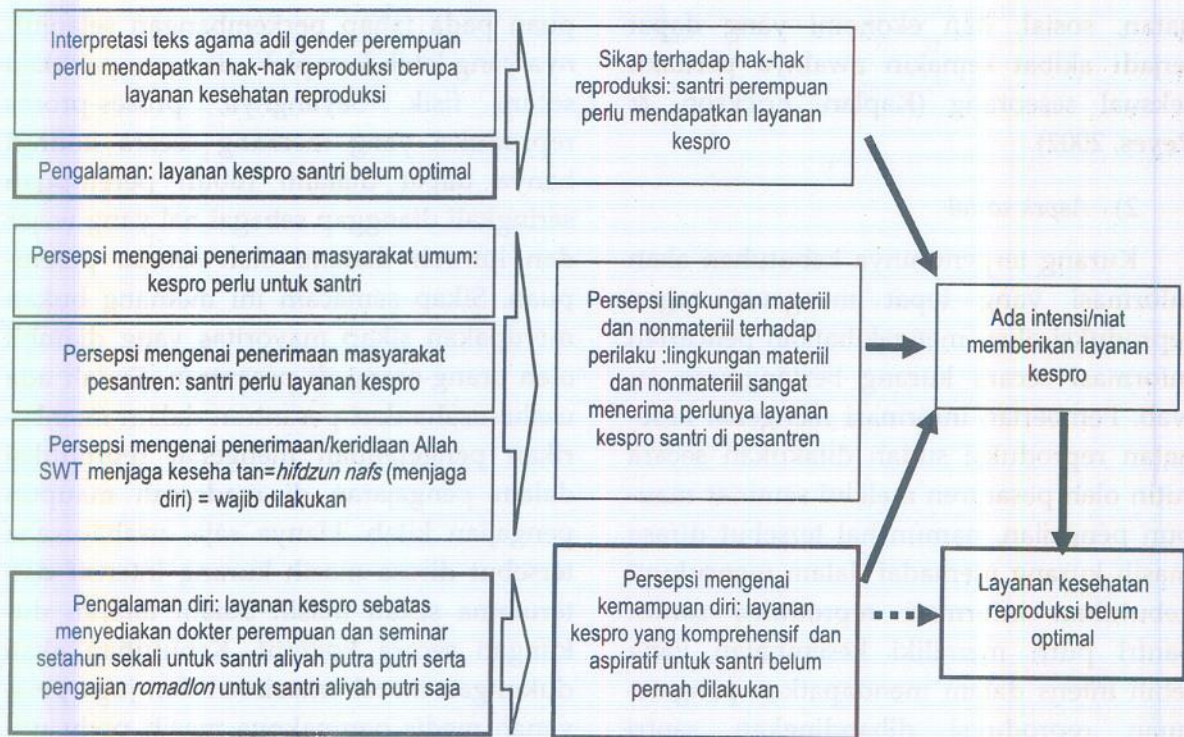 Interpretasi teks agama adil gender perempuan
perlu mendapatkan hak-hak reproduksi berupa
layanan kesehatan reproduksi
Pengalaman: layanan kespro santri belum optimal
Sikap terhadap hak-hak
reproduksi: santri perempuan
perlu mendapatkan layanan
kespro
Persepsi mengenai penerimaan masyarakat umum:
kespro perlu untuk santri
Persepsi mengenai penerimaan masyarakat
pesantren: santri perlu layanan kespro
Persepsi mengenai penerimaan/keridlaan Allah
SWT menjaga keseha tan=hifdzun nafs (menjaga
diri) = wajib dilakukan
Persepsi lingkungan materiil
dan nonmateriil terhadap
perilaku :lingkungan materiil
dan nonmateriil sangat
menerima perlunya layanan
kespro santri di pesantren
Ada intensi/niat
memberikan layanan
kespro
Pengalaman diri: layanan kespro sebatas
menyediakan dokter perempuan dan seminar
setahun sekali untuk santri aliyah putra putri serta
pengajian romadlon untuk santri aliyah putri saja
Persepsi mengenai
kemampuan diri: layanan
kespro yang komprehensif dan
aspiratif untuk santri belum
pernah dilakukan
Layanan kesehatan
reproduksi belum
optimal